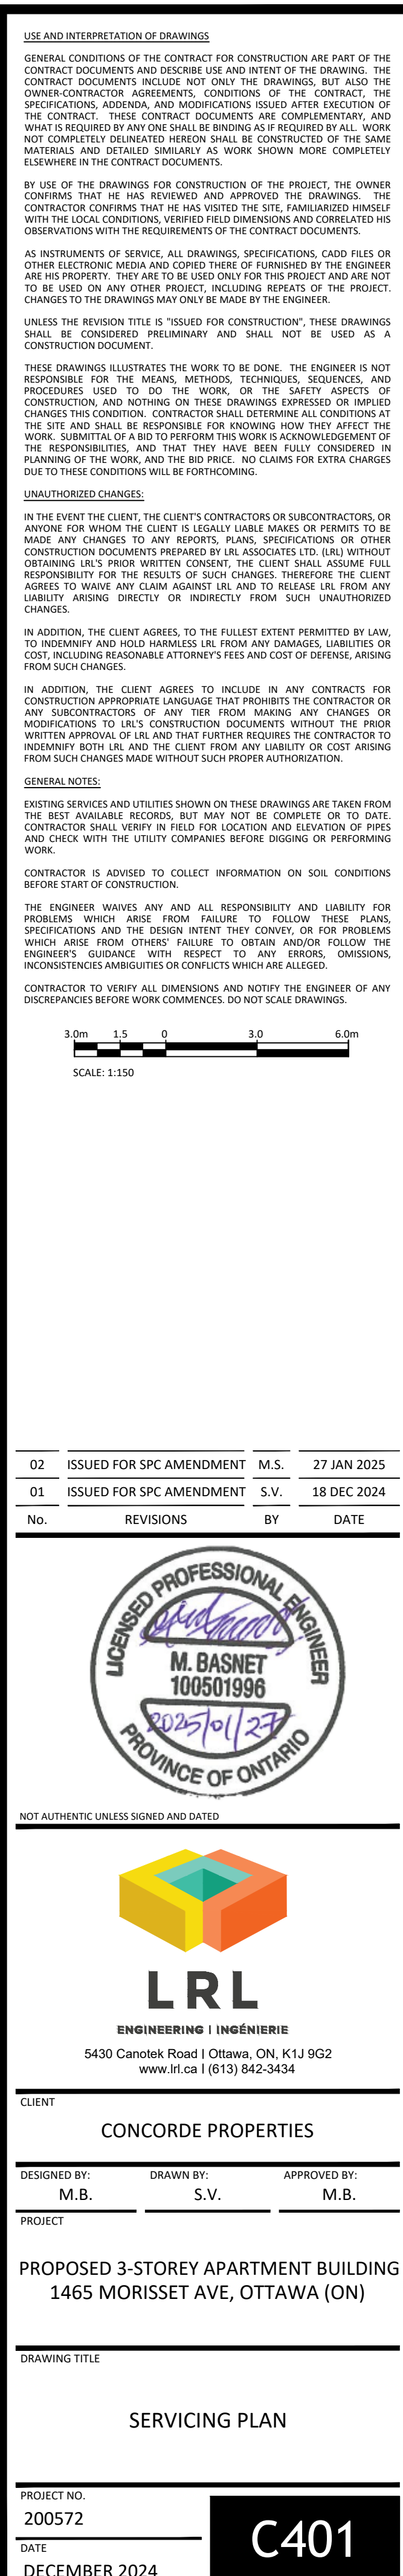 USE AND INTERPRETATION OF DRAWINGS
GENERAL CONDITIONS OF THE CONTRACT FOR CONSTRUCTION ARE PART OF THE
CONTRACT DOCUMENTS AND DESCRIBE USE AND INTENT OF THE DRAWING. THE
CONTRACT DOCUMENTS INCLUDE NOT ONLY THE DRAWINGS, BUT ALSO THE
OWNER-CONTRACTOR AGREEMENTS, CONDITIONS OF THE CONTRACT, THE
SPECIFICATIONS, ADDENDA, AND MODIFICATIONS ISSUED AFTER EXECUTION OF
THE CONTRACT. THESE CONTRACT DOCUMENTS ARE COMPLEMENTARY, AND
WHAT IS REQUIRED BY ANY ONE SHALL BE BINDING AS IF REQUIRED BY ALL. WORK
NOT COMPLETELY DELINEATED HEREON SHALL BE CONSTRUCTED OF THE SAME
MATERIALS AND DETAILED SIMILARLY AS WORK SHOWN MORE COMPLETELY
ELSEWHERE IN THE CONTRACT DOCUMENTS.
BY USE OF THE DRAWINGS FOR CONSTRUCTION OF THE PROJECT, THE OWNER
CONFIRMS THAT HE HAS REVIEWED AND APPROVED THE DRAWINGS. THE
CONTRACTOR CONFIRMS THAT HE HAS VISITED THE SITE, FAMILIARIZED HIMSELF
WITH THE LOCAL CONDITIONS, VERIFIED FIELD DIMENSIONS AND CORRELATED HIS
OBSERVATIONS WITH THE REQUIREMENTS OF THE CONTRACT DOCUMENTS.
AS INSTRUMENTS OF SERVICE, ALL DRAWINGS, SPECIFICATIONS, CADD FILES OR
OTHER ELECTRONIC MEDIA AND COPIED THERE OF FURNISHED BY THE ENGINEER
ARE HIS PROPERTY. THEY ARE TO BE USED ONLY FOR THIS PROJECT AND ARE NOT
TO BE USED ON ANY OTHER PROJECT, INCLUDING REPEATS OF THE PROJECT.
CHANGES TO THE DRAWINGS MAY ONLY BE MADE BY THE ENGINEER.
UNLESS THE REVISION TITLE IS "ISSUED FOR CONSTRUCTION", THESE DRAWINGS
SHALL BE CONSIDERED PRELIMINARY AND SHALL NOT BE USED AS A
CONSTRUCTION DOCUMENT.
THESE DRAWINGS ILLUSTRATES THE WORK TO BE DONE. THE ENGINEER IS NOT
RESPONSIBLE FOR THE MEANS, METHODS, TECHNIQUES, SEQUENCES, AND
PROCEDURES USED TO DO THE WORK, OR THE SAFETY ASPECTS OF
CONSTRUCTION, AND NOTHING ON THESE DRAWINGS EXPRESSED OR IMPLIED
CHANGES THIS CONDITION. CONTRACTOR SHALL DETERMINE ALL CONDITIONS AT
THE SITE AND SHALL BE RESPONSIBLE FOR KNOWING HOW THEY AFFECT THE
WORK. SUBMITTAL OF A BID TO PERFORM THIS WORK IS ACKNOWLEDGEMENT OF
THE RESPONSIBILITIES, AND THAT THEY HAVE BEEN FULLY CONSIDERED IN
PLANNING OF THE WORK, AND THE BID PRICE. NO CLAIMS FOR EXTRA CHARGES
DUE TO THESE CONDITIONS WILL BE FORTHCOMING.
UNAUTHORIZED CHANGES:
IN THE EVENT THE CLIENT, THE CLIENT'S CONTRACTORS OR SUBCONTRACTORS, OR
ANYONE FOR WHOM THE CLIENT IS LEGALLY LIABLE MAKES OR PERMITS TO BE
MADE ANY CHANGES TO ANY REPORTS, PLANS, SPECIFICATIONS OR OTHER
CONSTRUCTION DOCUMENTS PREPARED BY LRL ASSOCIATES LTD. (LRL) WITHOUT
OBTAINING LRL'S PRIOR WRITTEN CONSENT, THE CLIENT SHALL ASSUME FULL
RESPONSIBILITY FOR THE RESULTS OF SUCH CHANGES. THEREFORE THE CLIENT
AGREES TO WAIVE ANY CLAIM AGAINST LRL AND TO RELEASE LRL FROM ANY
LIABILITY ARISING DIRECTLY OR INDIRECTLY FROM SUCH UNAUTHORIZED
CHANGES.
IN ADDITION, THE CLIENT AGREES, TO THE FULLEST EXTENT PERMITTED BY LAW,
TO INDEMNIFY AND HOLD HARMLESS LRL FROM ANY DAMAGES, LIABILITIES OR
COST, INCLUDING REASONABLE ATTORNEY'S FEES AND COST OF DEFENSE, ARISING
FROM SUCH CHANGES.
IN ADDITION, THE CLIENT AGREES TO INCLUDE IN ANY CONTRACTS FOR
CONSTRUCTION APPROPRIATE LANGUAGE THAT PROHIBITS THE CONTRACTOR OR
ANY SUBCONTRACTORS OF ANY TIER FROM MAKING ANY CHANGES OR
MODIFICATIONS TO LRL'S CONSTRUCTION DOCUMENTS WITHOUT THE PRIOR
WRITTEN APPROVAL OF LRL AND THAT FURTHER REQUIRES THE CONTRACTOR TO
INDEMNIFY BOTH LRL AND THE CLIENT FROM ANY LIABILITY OR COST ARISING
FROM SUCH CHANGES MADE WITHOUT SUCH PROPER AUTHORIZATION.
GENERAL NOTES:
EXISTING SERVICES AND UTILITIES SHOWN ON THESE DRAWINGS ARE TAKEN FROM
THE BEST AVAILABLE RECORDS, BUT MAY NOT BE COMPLETE OR TO DATE.
CONTRACTOR SHALL VERIFY IN FIELD FOR LOCATION AND ELEVATION OF PIPES
AND CHECK WITH THE UTILITY COMPANIES BEFORE DIGGING OR PERFORMING
WORK.
CONTRACTOR IS ADVISED TO COLLECT INFORMATION ON SOIL CONDITIONS
BEFORE START OF CONSTRUCTION.
THE ENGINEER WAIVES ANY AND ALL RESPONSIBILITY AND LIABILITY FOR
PROBLEMS WHICH ARISE FROM FAILURE TO FOLLOW THESE PLANS,
SPECIFICATIONS AND THE DESIGN INTENT THEY CONVEY, OR FOR PROBLEMS
WHICH ARISE FROM OTHERS' FAILURE TO OBTAIN AND/OR FOLLOW THE
ENGINEER'S GUIDANCE WITH RESPECT TO ANY ERRORS, OMISSIONS,
INCONSISTENCIES AMBIGUITIES OR CONFLICTS WHICH ARE ALLEGED.
CONTRACTOR TO VERIFY ALL DIMENSIONS AND NOTIFY THE ENGINEER OF ANY
DISCREPANCIES BEFORE WORK COMMENCES. DO NOT SCALE DRAWINGS.
3.0m 1.5 0 3.0 6.0m
SCALE: 1:150
02 ISSUED FOR SPC AMENDMENT M.S. 27 JAN 2025
01 ISSUED FOR SPC AMENDMENT S.V. 18 DEC 2024
No. REVISIONS BY DATE
LICENSED PROFESSIONAL ENGINEER
M. BASNET
100501996
2025/01/27
PROVINCE OF ONTARIO
NOT AUTHENTIC UNLESS SIGNED AND DATED
LRL
ENGINEERING | INGÉNIERIE
5430 Canotek Road I Ottawa, ON, K1J 9G2
www.lrl.ca I (613) 842-3434
CLIENT
CONCORDE PROPERTIES
DESIGNED BY: DRAWN BY: APPROVED BY:
M.B. S.V. M.B.
PROJECT
PROPOSED 3-STOREY APARTMENT BUILDING
1465 MORISSET AVE, OTTAWA (ON)
DRAWING TITLE
SERVICING PLAN
PROJECT NO.
200572
C401
DATE
DECEMBER 2024